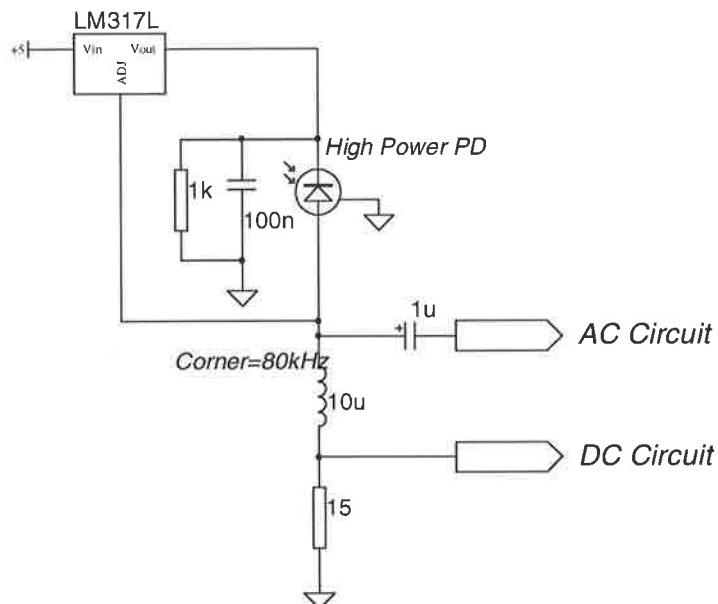 LM317L
+5
Vin
Vout
ADJ
High Power PD
1k
100n
1u
AC Circuit
Corner=80kHz
10u
DC Circuit
15